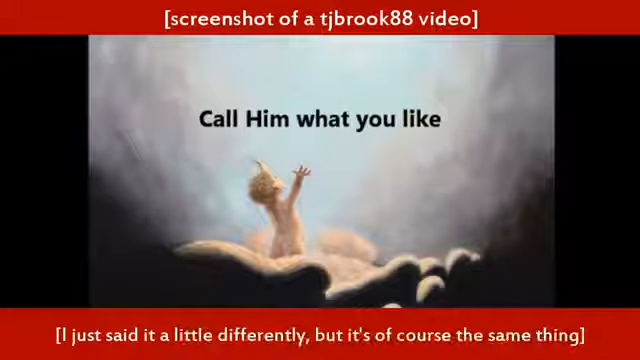 [screenshot of a tjbrook88 video]
Call Him what you like
[I just said it a little differently, but it's of course the same thing]